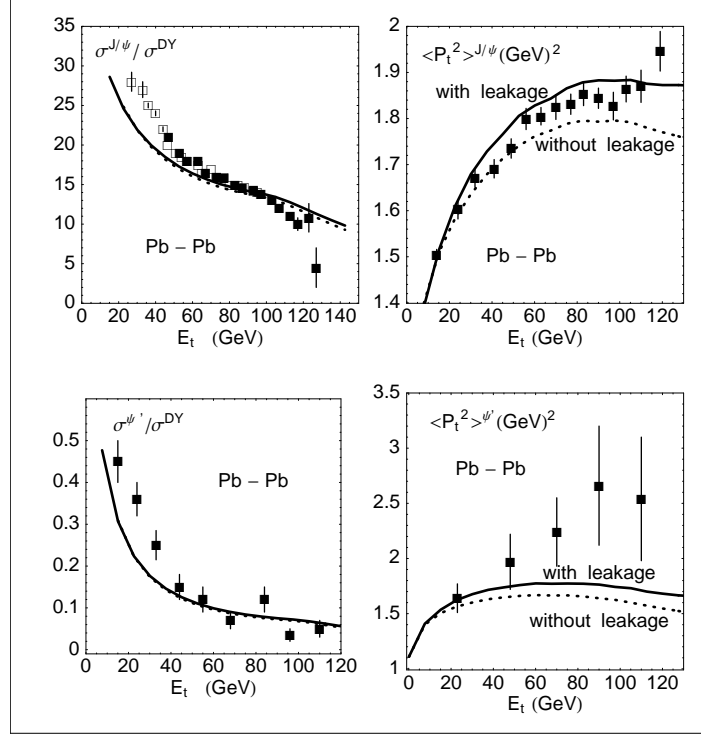 σ^J/ψ / σ^DY
35
30
25
20
15
10
5
0
Pb – Pb
0 20 40 60 80 100 120 140
E_t (GeV)
<P_t^2>^J/ψ (GeV)^2
2
1.9
1.8
1.7
1.6
1.5
1.4
with leakage
without leakage
Pb – Pb
0 20 40 60 80 100 120
E_t (GeV)
σ^ψ ' / σ^DY
0.5
0.4
0.3
0.2
0.1
0
Pb – Pb
0 20 40 60 80 100 120
E_t (GeV)
<P_t^2>^ψ' (GeV)^2
3.5
3
2.5
2
1.5
1
Pb – Pb
with leakage
without leakage
0 20 40 60 80 100 120
E_t (GeV)